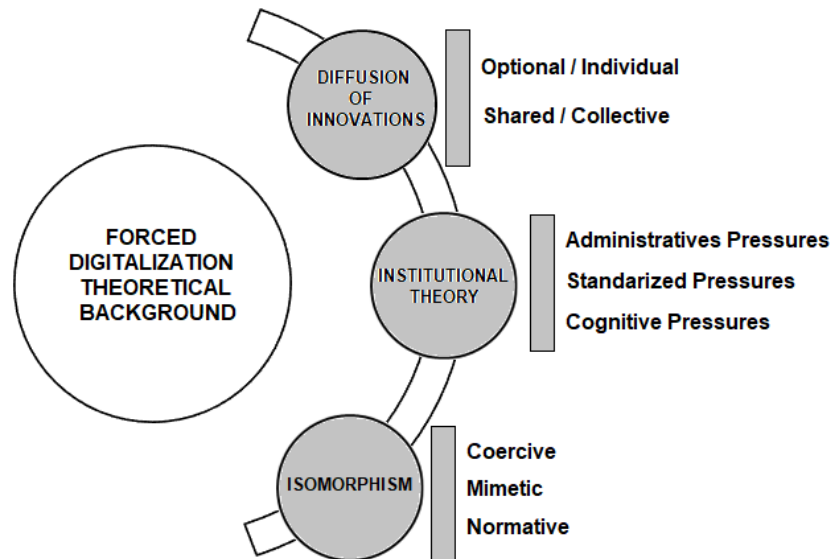 DIFFUSION
OF
INNOVATIONS
Optional / Individual
Shared / Collective
FORCED
DIGITALIZATION
THEORETICAL
BACKGROUND
INSTITUTIONAL
THEORY
Administratives Pressures
Standarized Pressures
Cognitive Pressures
ISOMORPHISM
Coercive
Mimetic
Normative